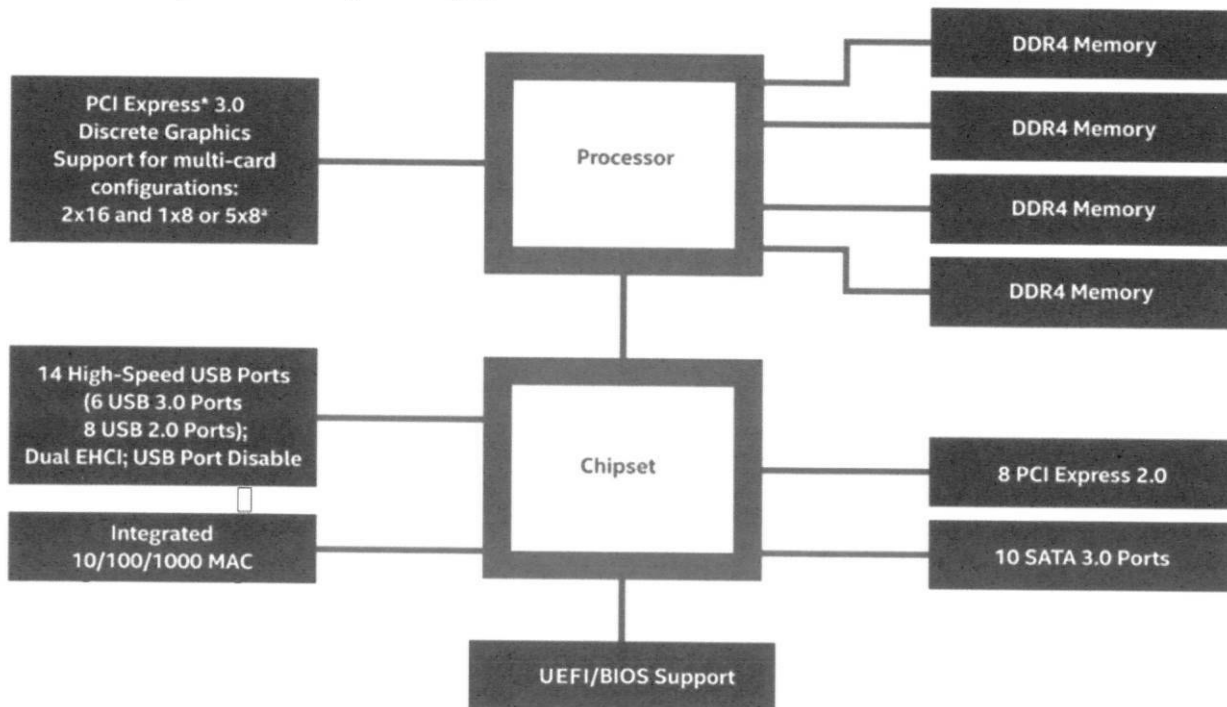 PCI Express* 3.0
Discrete Graphics
Support for multi-card
configurations:
2x16 and 1x8 or 5x8ª
Processor
DDR4 Memory
DDR4 Memory
DDR4 Memory
DDR4 Memory
14 High-Speed USB Ports
(6 USB 3.0 Ports
8 USB 2.0 Ports);
Dual EHCI; USB Port Disable
Integrated
10/100/1000 MAC
Chipset
8 PCI Express 2.0
10 SATA 3.0 Ports
UEFI/BIOS Support